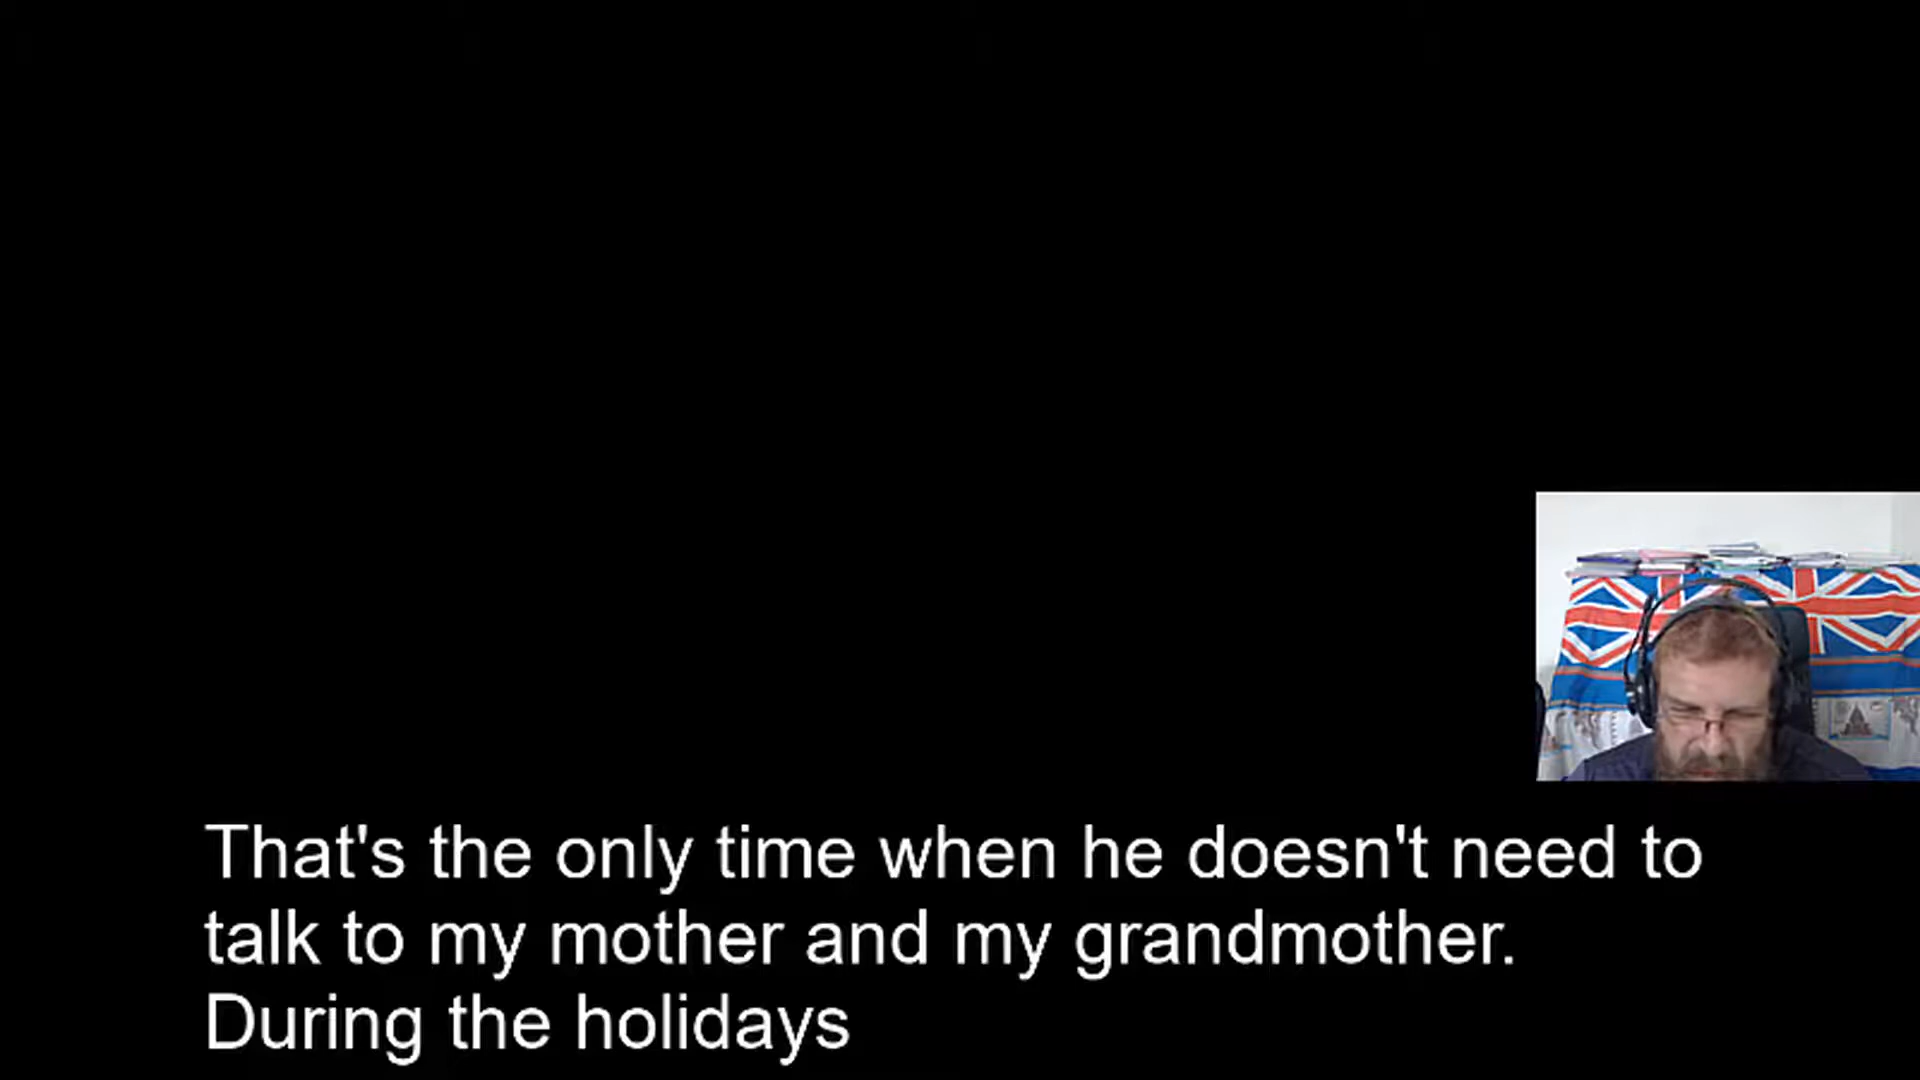 That's the only time when he doesn't need to
talk to my mother and my grandmother.
During the holidays